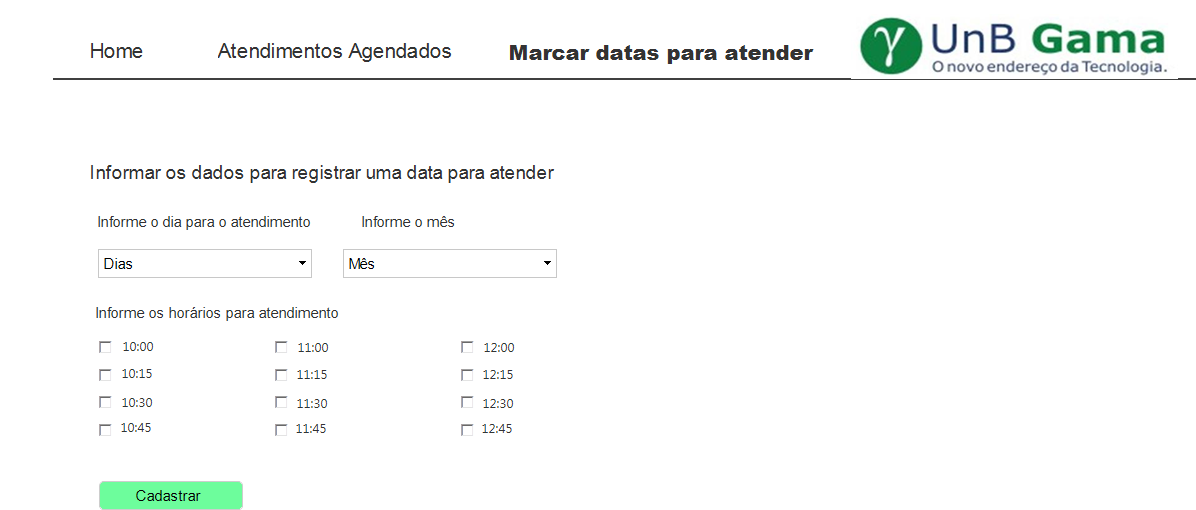 Home Atendimentos Agendados Marcar datas para atender
γ UnB Gama
O novo endereço da Tecnologia.
Informar os dados para registrar uma data para atender
Informe o dia para o atendimento Informe o mês
Dias Mês
Informe os horários para atendimento
10:00 11:00 12:00
10:15 11:15 12:15
10:30 11:30 12:30
10:45 11:45 12:45
Cadastrar